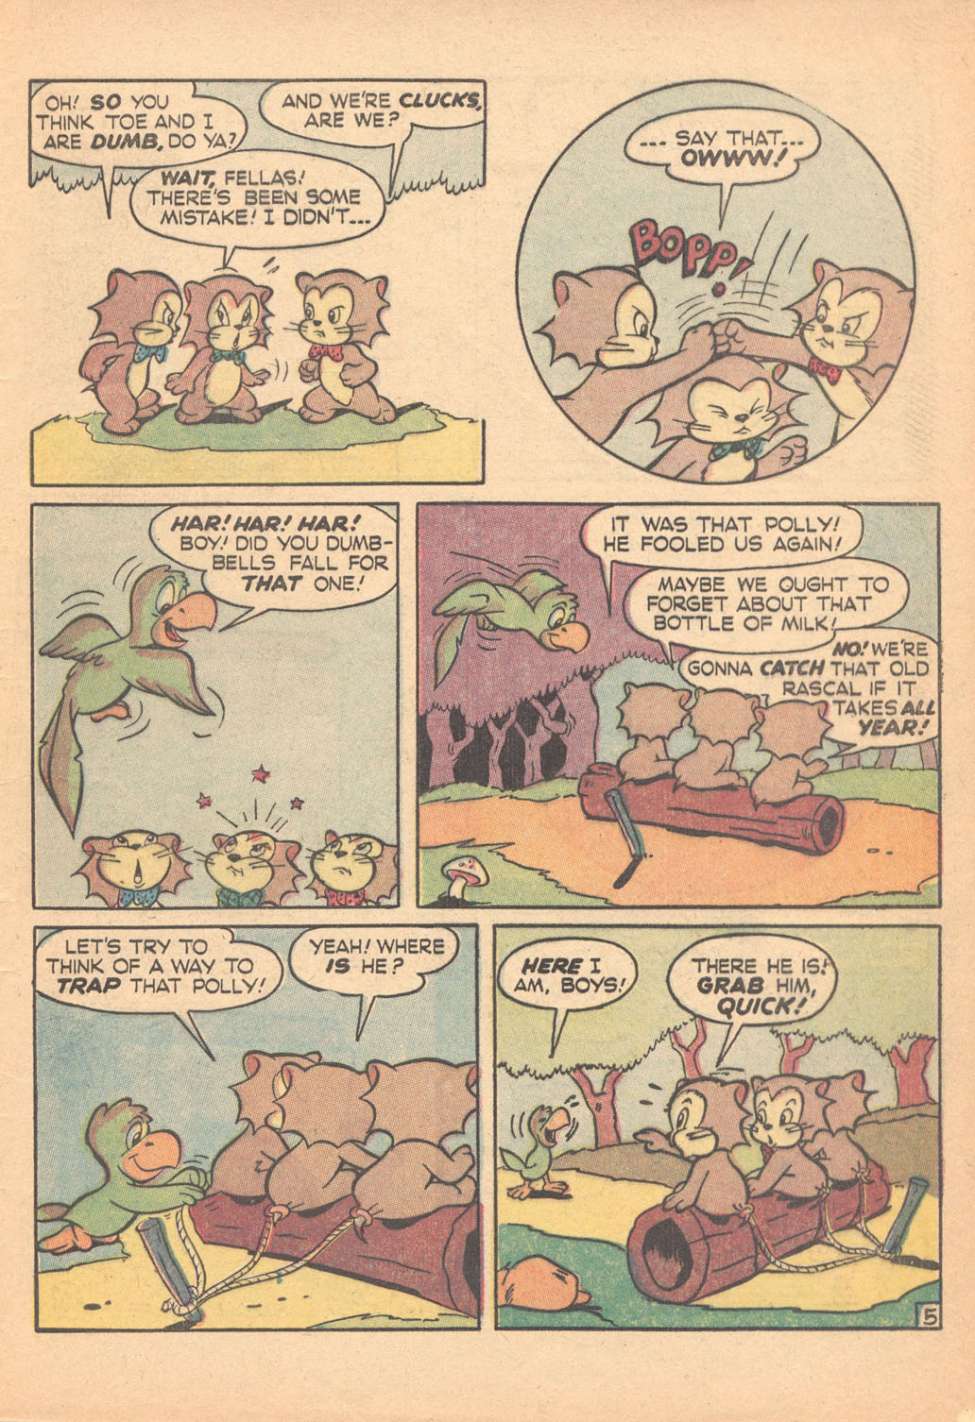 OH! SO YOU
THINK TOE AND I
ARE DUMB, DO YA?
AND WE'RE CLUCKS,
ARE WE?
WAIT, FELLAS!
THERE'S BEEN SOME
MISTAKE! I DIDN'T...
... SAY THAT...
OWWW!
BOPP!
HAR! HAR! HAR!
BOY! DID YOU DUMB-
BELLS FALL FOR
THAT ONE!
IT WAS THAT POLLY!
HE FOOLED US AGAIN!
MAYBE WE OUGHT TO
FORGET ABOUT THAT
BOTTLE OF MILK!
NO! WE'RE
GONNA CATCH THAT OLD
RASCAL IF IT
TAKES ALL
YEAR!
LET'S TRY TO
THINK OF A WAY TO
TRAP THAT POLLY!
YEAH! WHERE
IS HE?
HERE I
AM, BOYS!
THERE HE IS!
GRAB HIM,
QUICK!
5